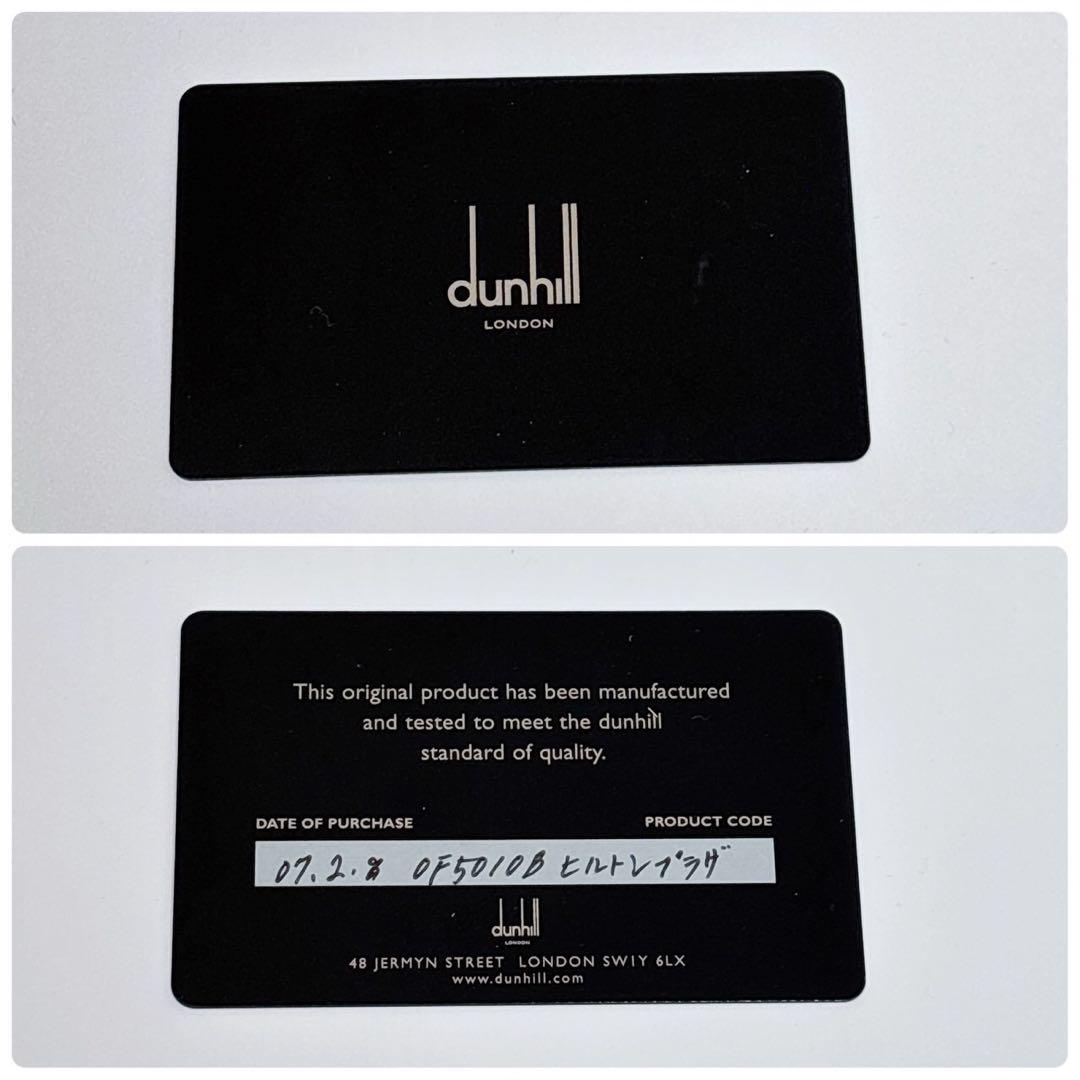 dunhill
LONDON
This original product has been manufactured
and tested to meet the dunhill
standard of quality.
DATE OF PURCHASE PRODUCT CODE
07.2. OF5010B ヒルトンプラザ
dunhill
LONDON
48 JERMYN STREET LONDON SW1Y 6LX
www.dunhill.com